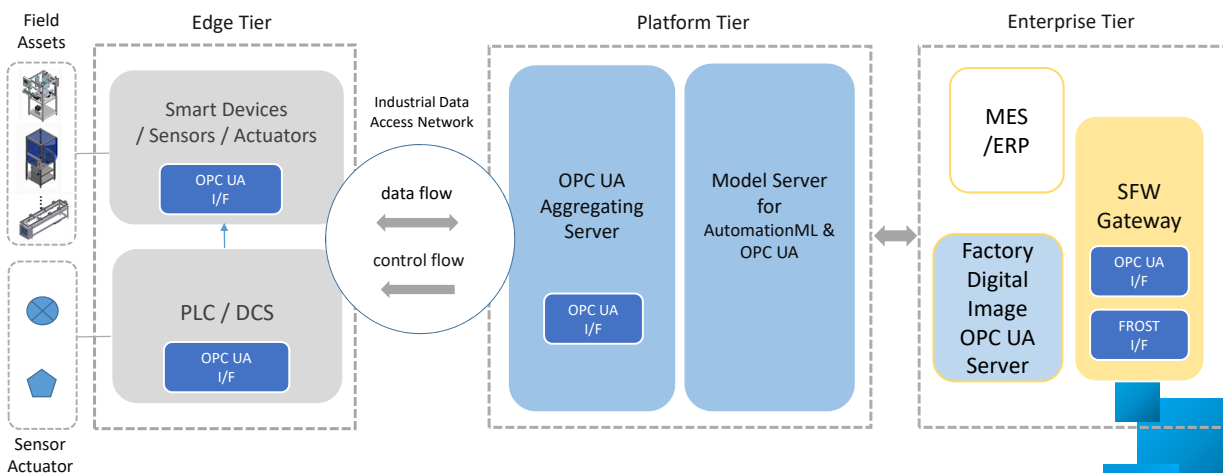 Field
Assets
Edge Tier
Platform Tier
Enterprise Tier
Smart Devices
/ Sensors / Actuators
OPC UA
I/F
PLC / DCS
OPC UA
I/F
Sensor
Actuator
Industrial Data
Access Network
data flow
control flow
OPC UA
Aggregating
Server
OPC UA
I/F
Model Server
for
AutomationML &
OPC UA
MES
/ERP
Factory
Digital
Image
OPC UA
Server
SFW
Gateway
OPC UA
I/F
FROST
I/F